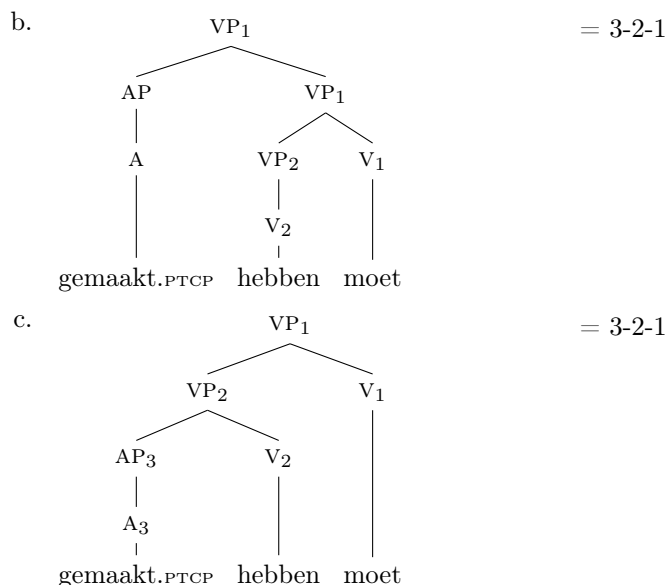 b. VP1 = 3-2-1
AP VP1
A VP2 V1
V2
gemaakt.PTCP hebben moet
c. VP1 = 3-2-1
VP2 V1
AP3 V2
A3
gemaakt.PTCP hebben moet